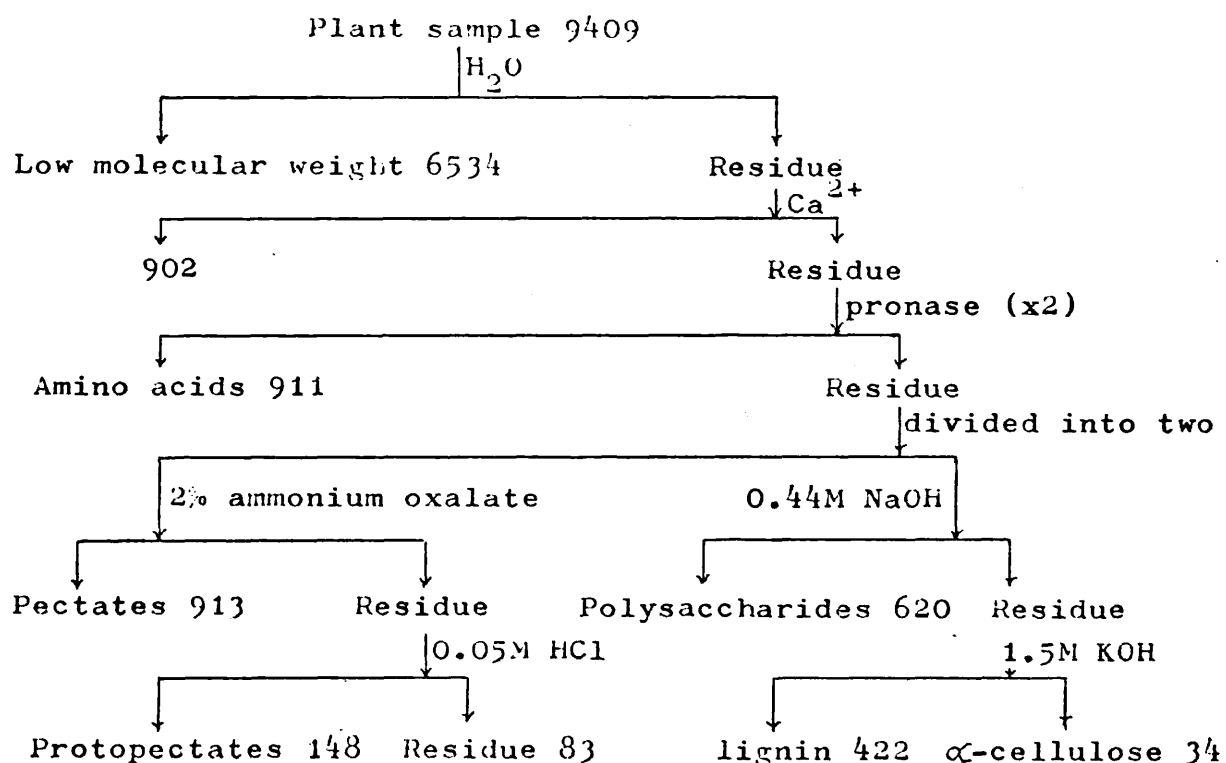 Plant sample 9409
H₂O
Low molecular weight 6534 Residue
Ca²⁺
902 Residue
pronase (x2)
Amino acids 911 Residue
divided into two
2% ammonium oxalate 0.44M NaOH
Pectates 913 Residue Polysaccharides 620 Residue
0.05M HCl 1.5M KOH
Protopectates 148 Residue 83 lignin 422 α-cellulose 34